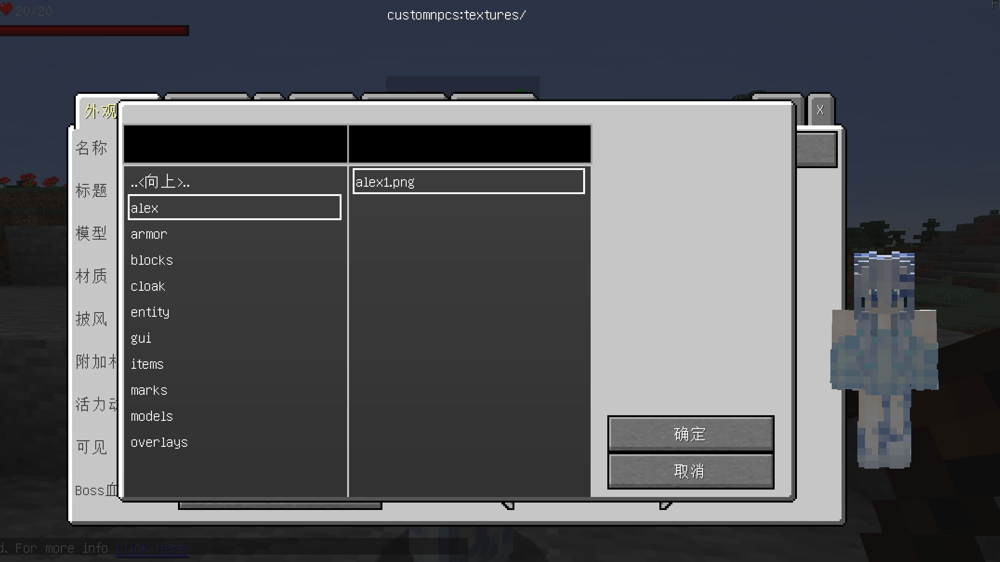 20/20
customnpcs:textures/
F
外观
X
名称
标题
模型
材质
披风
附加
活力
可见
Boss血
..<向上>..
alex
armor
blocks
cloak
entity
gui
items
marks
models
overlays
alex1.png
确定
取消
d. For more info Click here